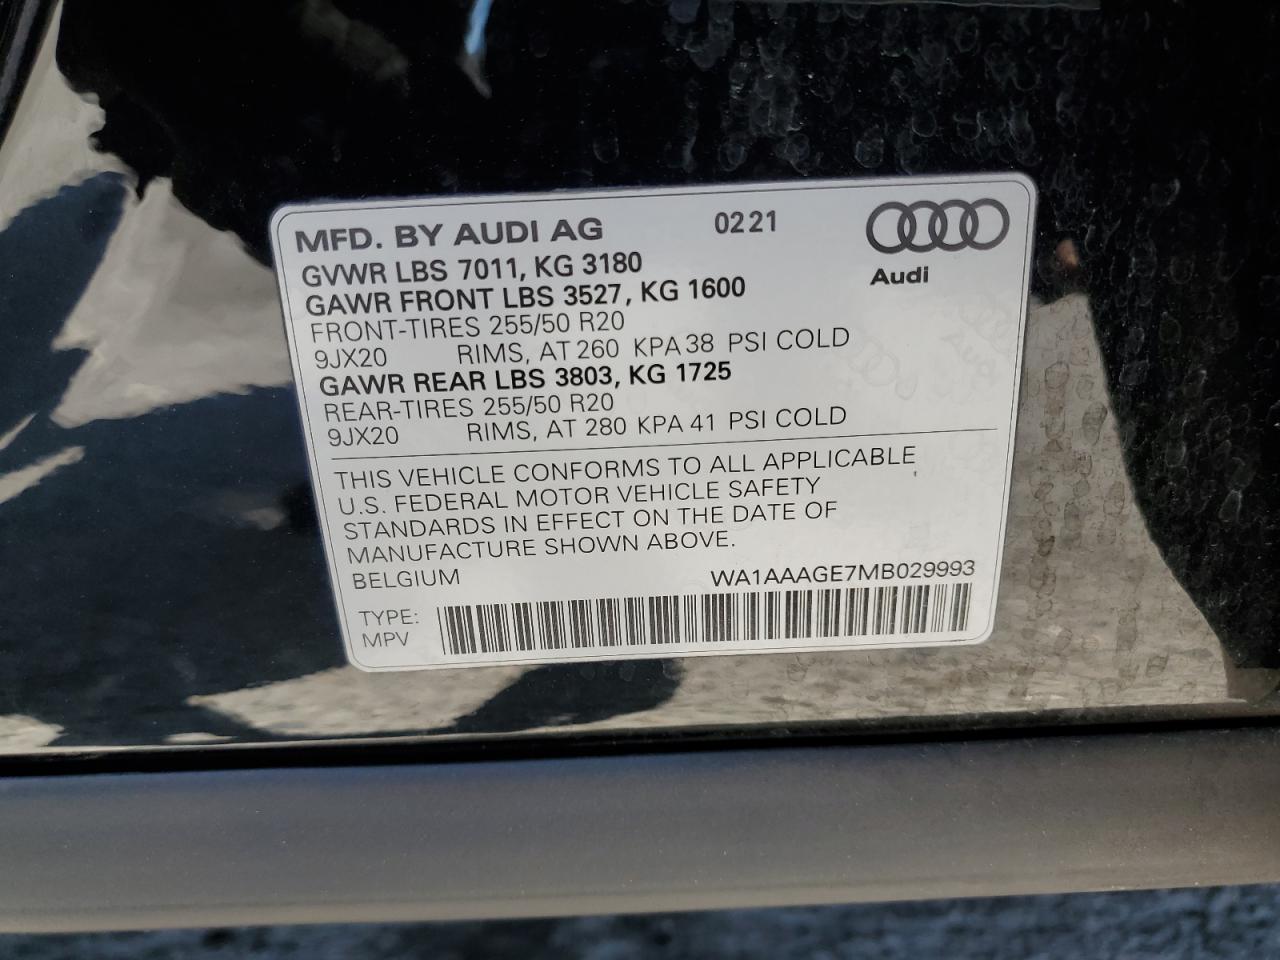 MFD. BY AUDI AG 0221
Audi
GVWR LBS 7011, KG 3180
GAWR FRONT LBS 3527, KG 1600
FRONT-TIRES 255/50 R20
9JX20 RIMS, AT 260 KPA 38 PSI COLD
GAWR REAR LBS 3803, KG 1725
REAR-TIRES 255/50 R20
9JX20 RIMS, AT 280 KPA 41 PSI COLD
THIS VEHICLE CONFORMS TO ALL APPLICABLE
U.S. FEDERAL MOTOR VEHICLE SAFETY
STANDARDS IN EFFECT ON THE DATE OF
MANUFACTURE SHOWN ABOVE.
BELGIUM WA1AAAGE7MB029993
TYPE:
MPV